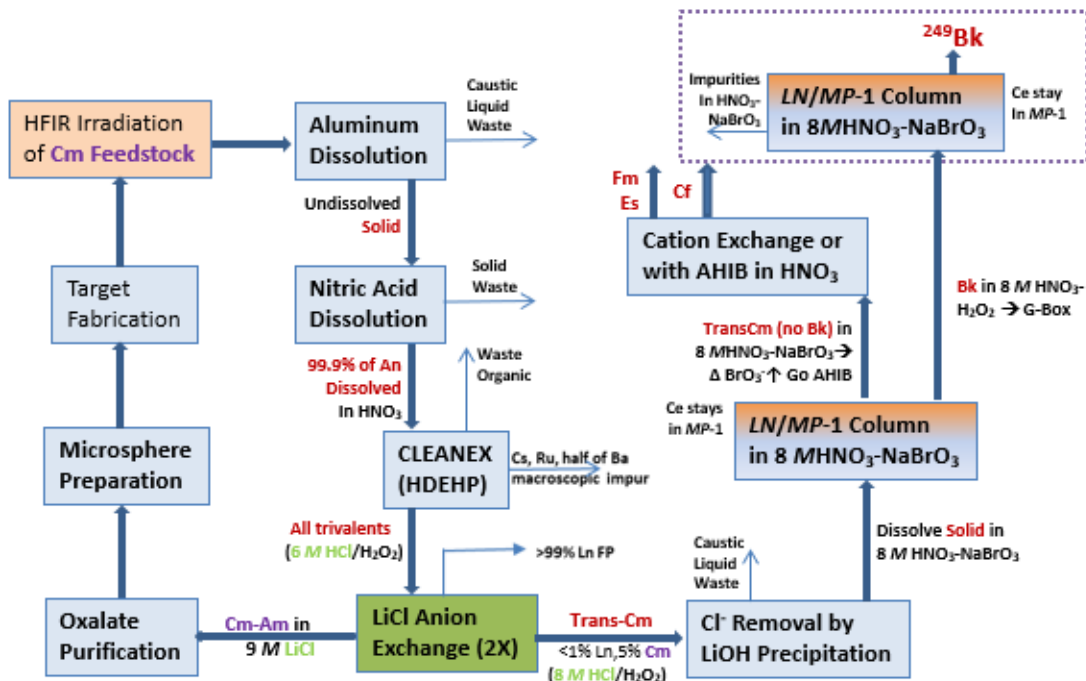 HFIR Irradiation
of Cm Feedstock
Target
Fabrication
Microsphere
Preparation
Oxalate
Purification
Cm-Am in
9 M LiCl
Aluminum
Dissolution
Caustic
Liquid
Waste
Undissolved
Solid
Nitric Acid
Dissolution
Solid
Waste
99.9% of An
Dissolved
In HNO₃
Waste
Organic
CLEANEX
(HDEHP)
Cs, Ru, half of Ba
macroscopic impur
All trivalents
(6 M HCl/H₂O₂)
>99% Ln FP
LiCl Anion
Exchange (2X)
Trans-Cm
<1% Ln,5% Cm
(8 M HCl/H₂O₂)
Cl⁻ Removal by
LiOH Precipitation
Caustic
Liquid
Waste
Dissolve Solid in
8 M HNO₃-NaBrO₃
LN/MP-1 Column
in 8 MHNO₃-NaBrO₃
Ce stays
in MP-1
TransCm (no Bk) in
8 MHNO₃-NaBrO₃→
Δ BrO₃⁻↑ Go AHIB
Cation Exchange or
with AHIB in HNO₃
Fm
Es
Cf
Bk in 8 M HNO₃-
H₂O₂ → G-Box
LN/MP-1 Column
in 8MHNO₃-NaBrO₃
Impurities
In HNO₃-
NaBrO₃
Ce stay
In MP-1
²⁴⁹Bk